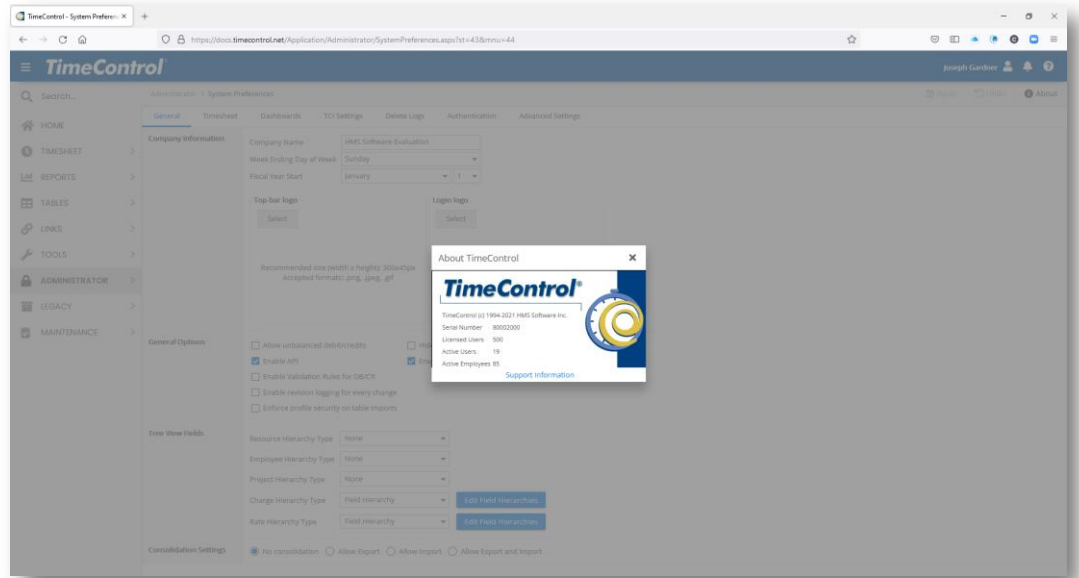 TimeControl - System Preferen
https://docs.timecontrol.net/Application/Administrator/SystemPreferences.aspx?st=43&mnu=44
TimeControl
Joseph Gardner
Search...
Administrator > System Preferences
Apply Undo About
General Timesheet Dashboards TCI Settings Delete Logs Authentication Advanced Settings
HOME
TIMESHEET
REPORTS
TABLES
LINKS
TOOLS
ADMINISTRATOR
LEGACY
MAINTENANCE
Company Information
Company Name HMS Software Evaluation
Week Ending Day of Week Sunday
Fiscal Year Start January 1
Top bar logo Login logo
Select Select
Recommended size (width x height): 300x45px
Accepted formats: .png, .jpeg, .gif
About TimeControl
TimeControl®
TimeControl (c) 1994-2021 HMS Software Inc.
Serial Number 80002000
Licensed Users 500
Active Users 19
Active Employees 85
Support Information
General Options
Allow unbalanced debit/credits
Enable API
Enable Validation Rules for DB/CR
Enable revision logging for every change
Enforce profile security on table imports
Tree View Fields
Resource Hierarchy Type None
Employee Hierarchy Type None
Project Hierarchy Type None
Charge Hierarchy Type Field Hierarchy Edit Field Hierarchies
Rate Hierarchy Type Field Hierarchy Edit Field Hierarchies
Consolidation Settings
No consolidation Allow Export Allow Import Allow Export and Import